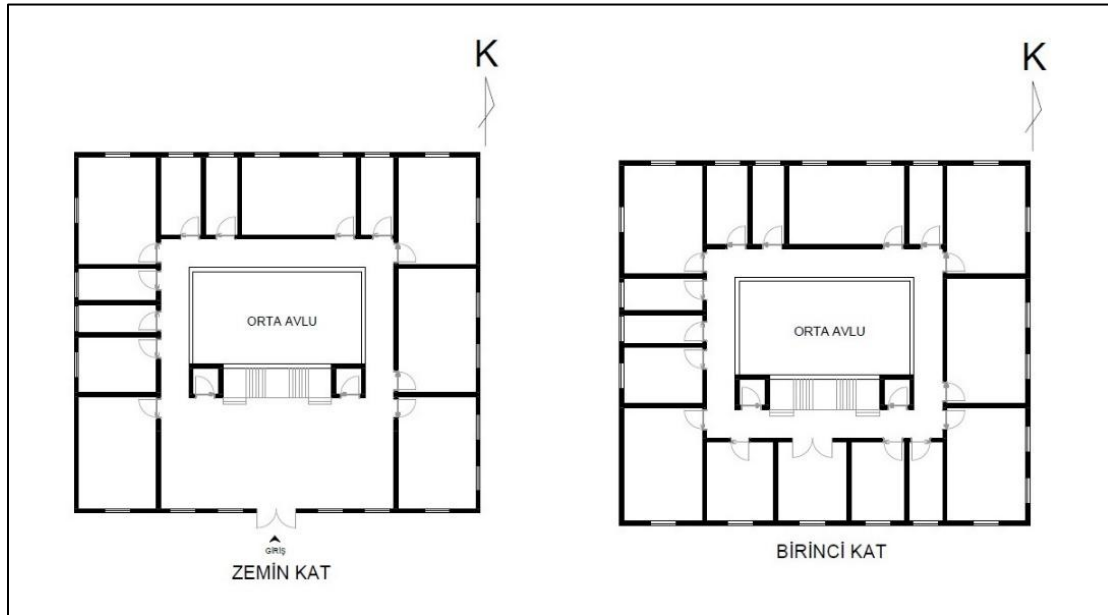 K
K
ORTA AVLU
ORTA AVLU
GİRİŞ
ZEMİN KAT
BİRİNCİ KAT